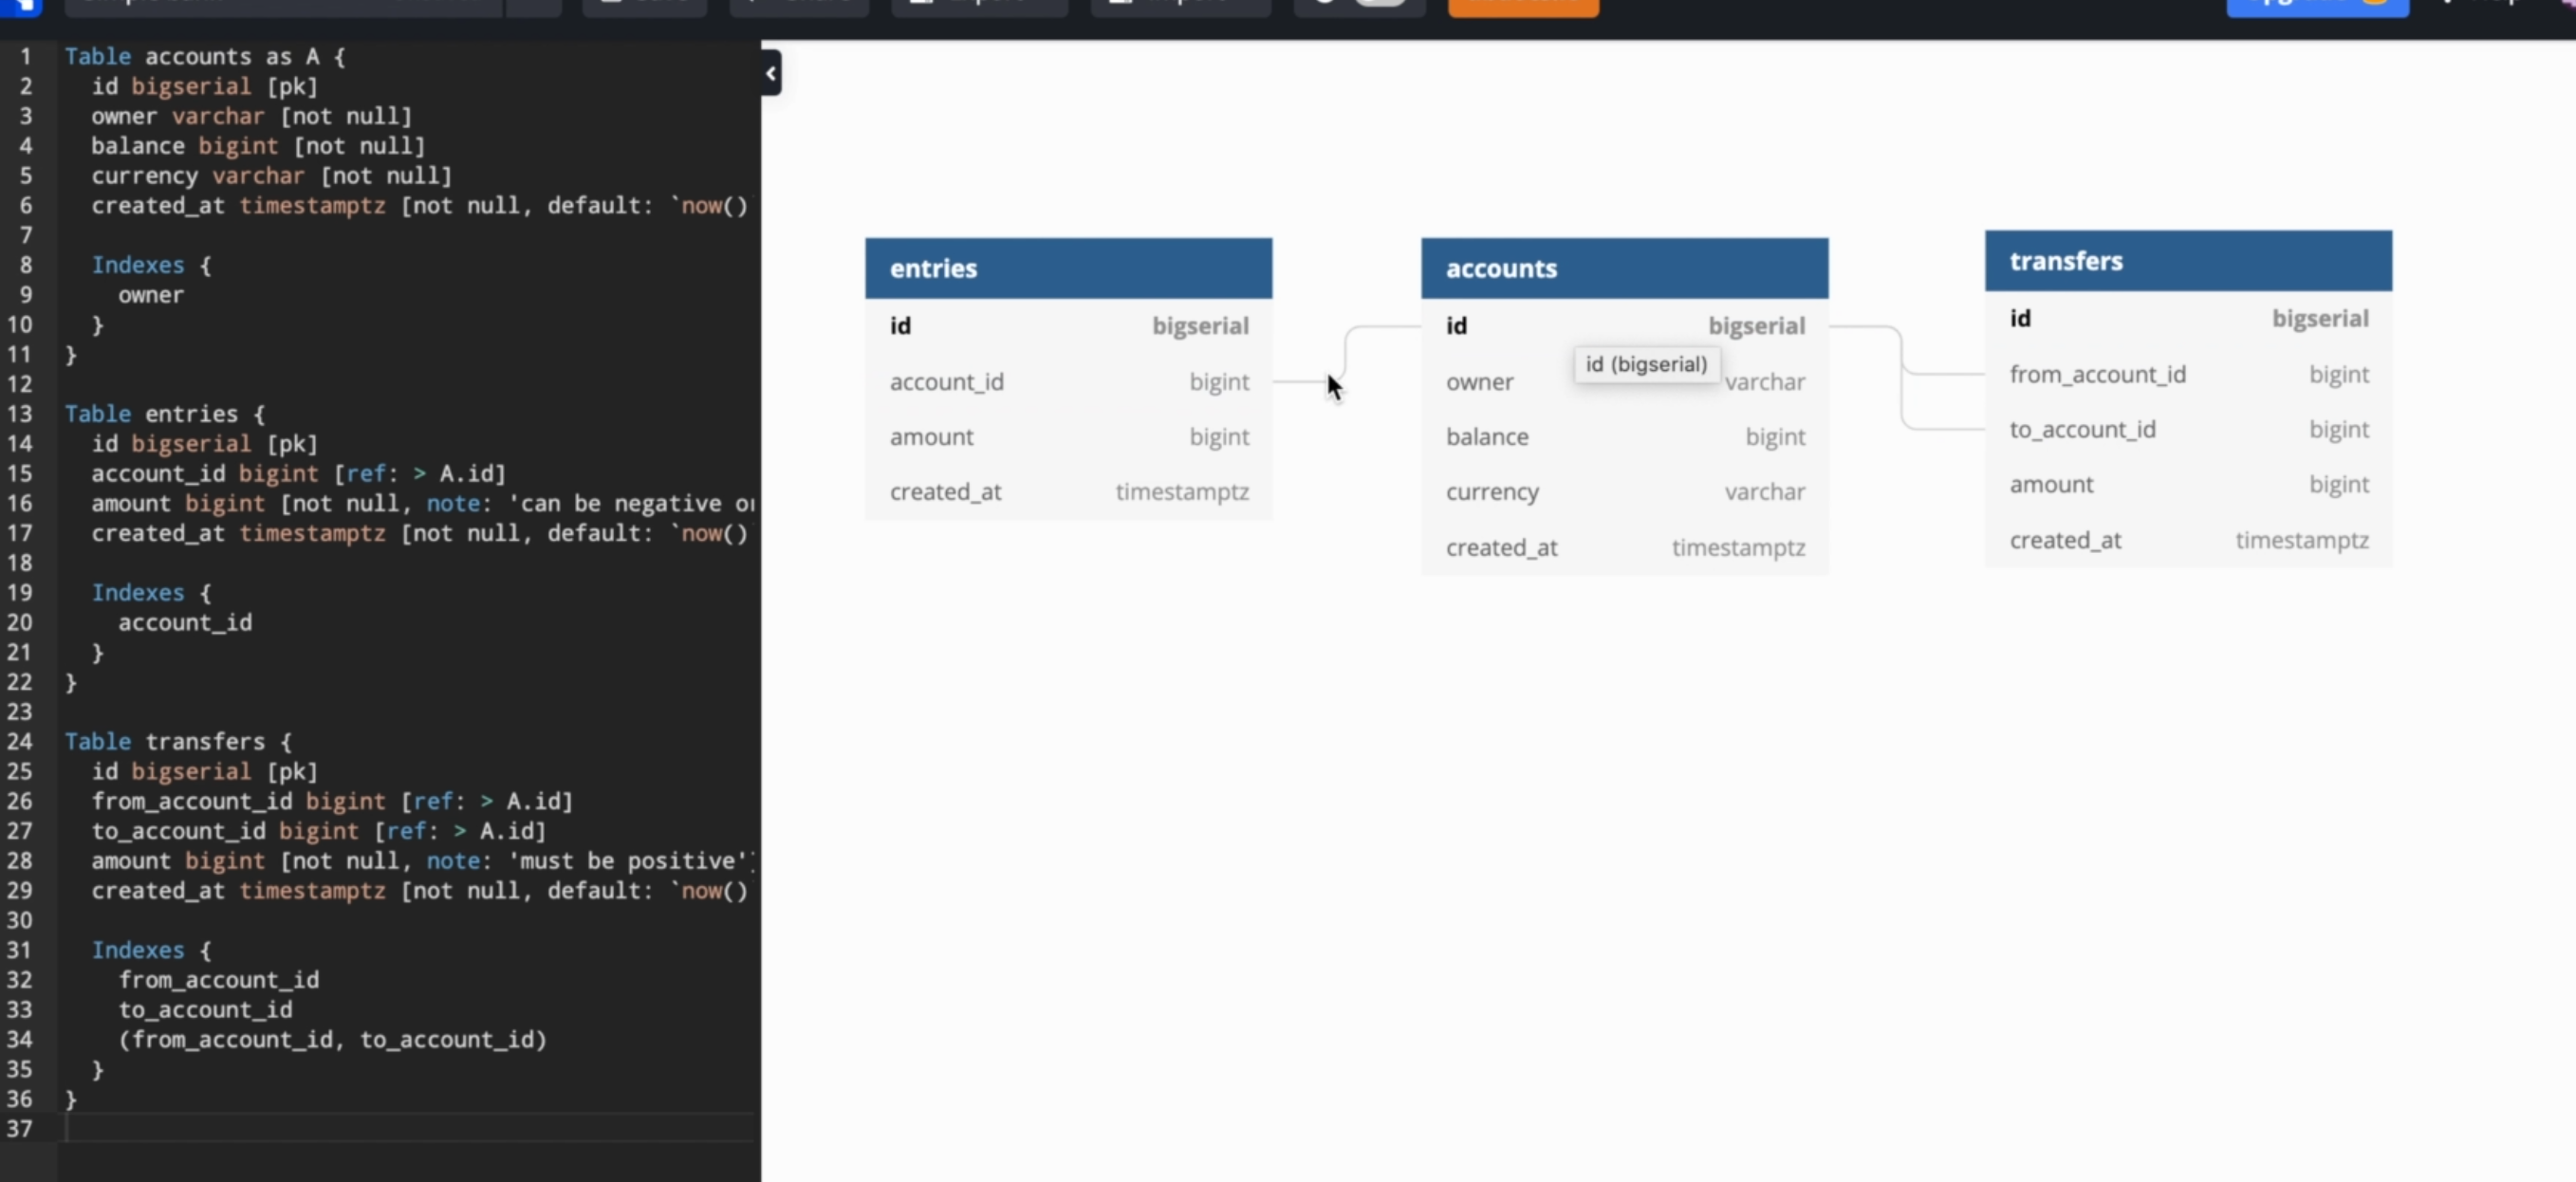 1 Table accounts as A {
2 id bigserial [pk]
3 owner varchar [not null]
4 balance bigint [not null]
5 currency varchar [not null]
6 created_at timestamptz [not null, default: `now()
7
8 Indexes {
9 owner
10 }
11 }
12
13 Table entries {
14 id bigserial [pk]
15 account_id bigint [ref: > A.id]
16 amount bigint [not null, note: 'can be negative
17 created_at timestamptz [not null, default: `now()
18
19 Indexes {
20 account_id
21 }
22 }
23
24 Table transfers {
25 id bigserial [pk]
26 from_account_id bigint [ref: > A.id]
27 to_account_id bigint [ref: > A.id]
28 amount bigint [not null, note: 'must be positive'
29 created_at timestamptz [not null, default: `now()
30
31 Indexes {
32 from_account_id
33 to_account_id
34 (from_account_id, to_account_id)
35 }
36 }
37
entries
id bigserial
account_id bigint
amount bigint
created_at timestamptz
accounts
id bigserial
id (bigserial)
owner varchar
balance bigint
currency varchar
created_at timestamptz
transfers
id bigserial
from_account_id bigint
to_account_id bigint
amount bigint
created_at timestamptz